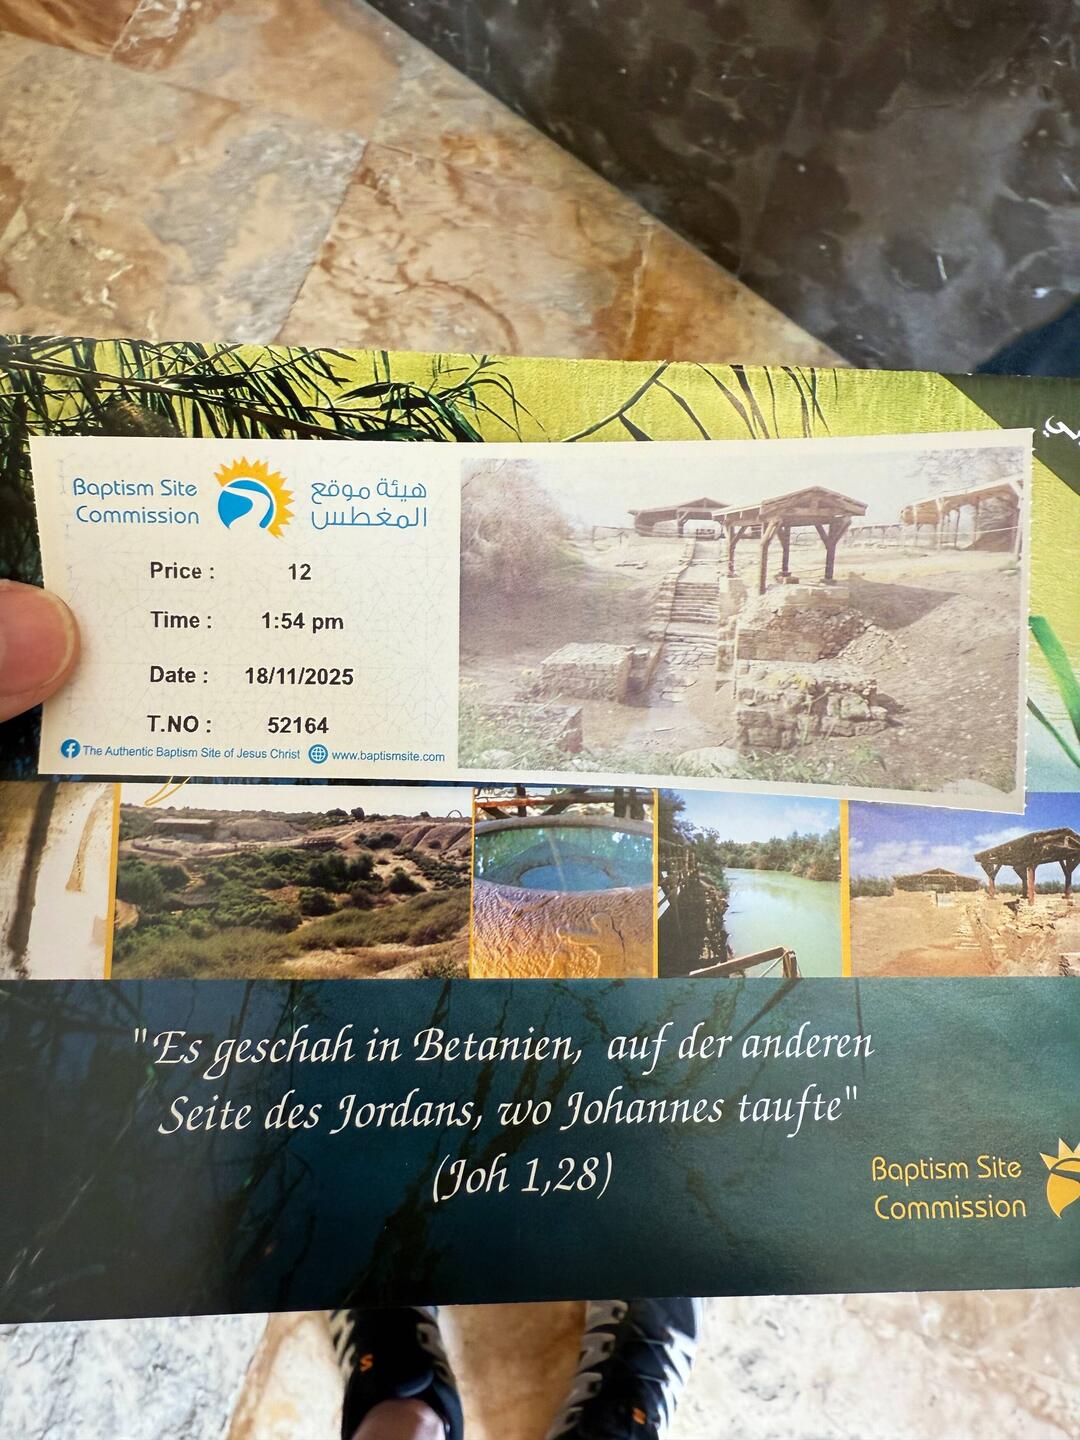 Baptism Site
Commission
هيئة موقع
المغطس
Price : 12
Time : 1:54 pm
Date : 18/11/2025
T.NO : 52164
The Authentic Baptism Site of Jesus Christ www.baptismsite.com
"Es geschah in Betanien, auf der anderen
Seite des Jordans, wo Johannes taufte"
(Joh 1,28)
Baptism Site
Commission